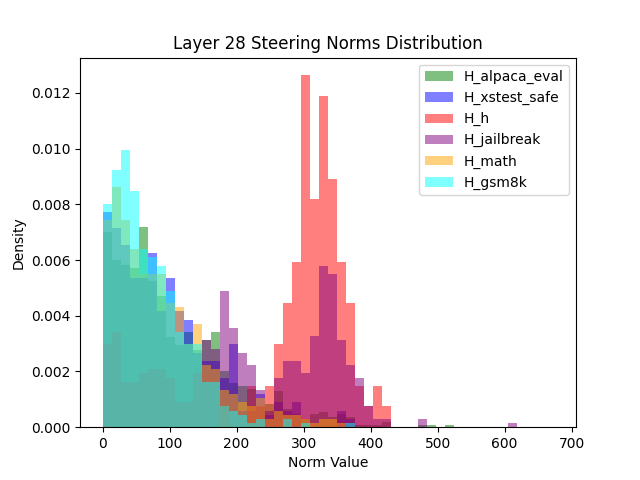 Layer 28 Steering Norms Distribution
H_alpaca_eval
H_xstest_safe
H_h
H_jailbreak
H_math
H_gsm8k
Density
0.012
0.010
0.008
0.006
0.004
0.002
0.000
0 100 200 300 400 500 600 700
Norm Value